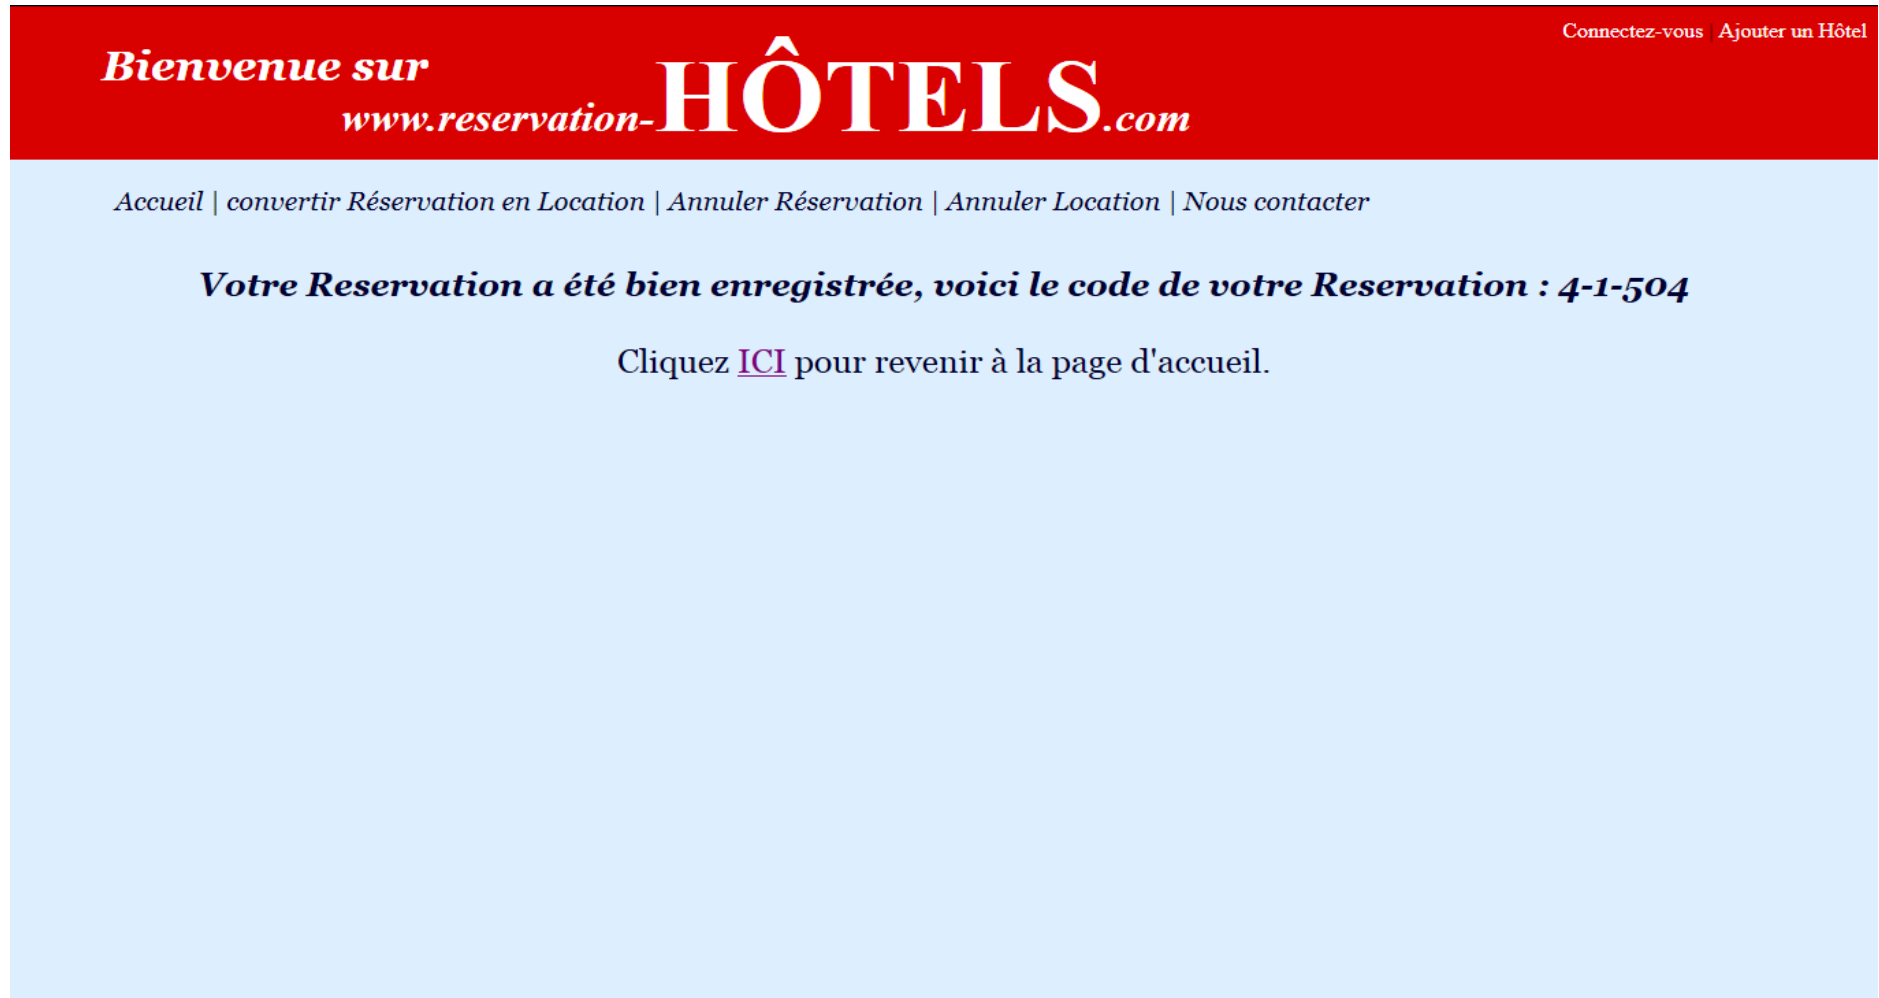 Connectez-vous | Ajouter un Hôtel
Bienvenue sur
www.reservation-HÔTELS.com
Accueil | convertir Réservation en Location | Annuler Réservation | Annuler Location | Nous contacter
Votre Reservation a été bien enregistrée, voici le code de votre Reservation : 4-1-504
Cliquez ICI pour revenir à la page d'accueil.